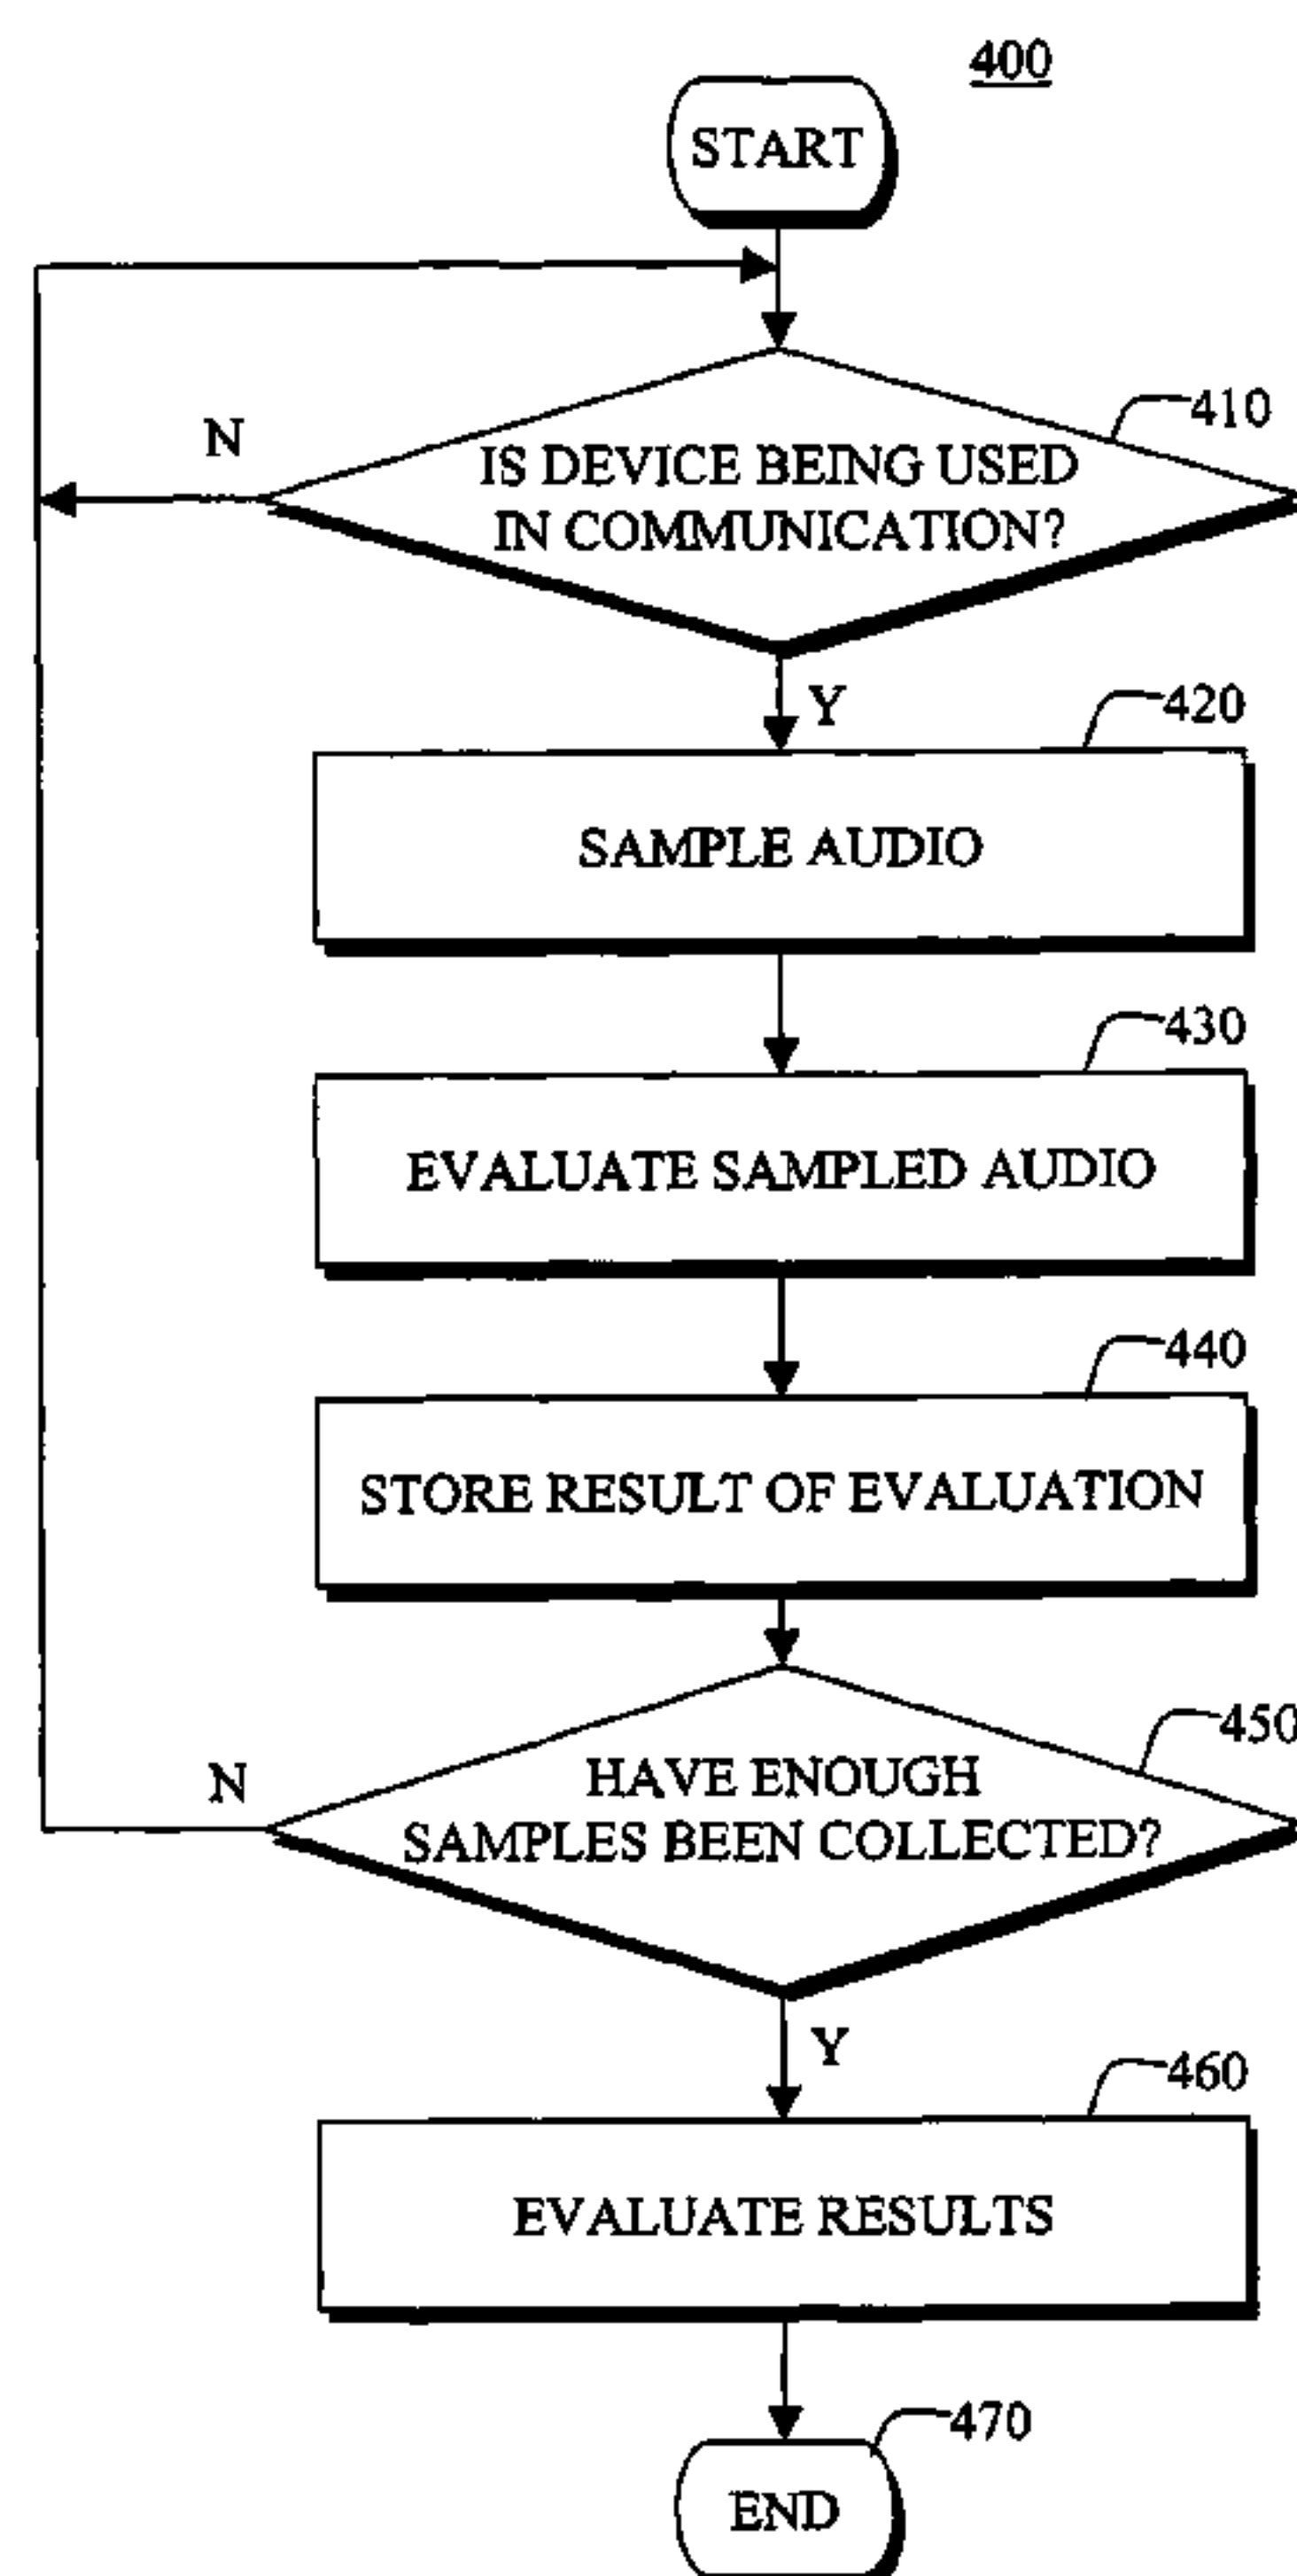 400
START
410
N
IS DEVICE BEING USED
IN COMMUNICATION?
Y
420
SAMPLE AUDIO
430
EVALUATE SAMPLED AUDIO
440
STORE RESULT OF EVALUATION
450
N
HAVE ENOUGH
SAMPLES BEEN COLLECTED?
Y
460
EVALUATE RESULTS
470
END